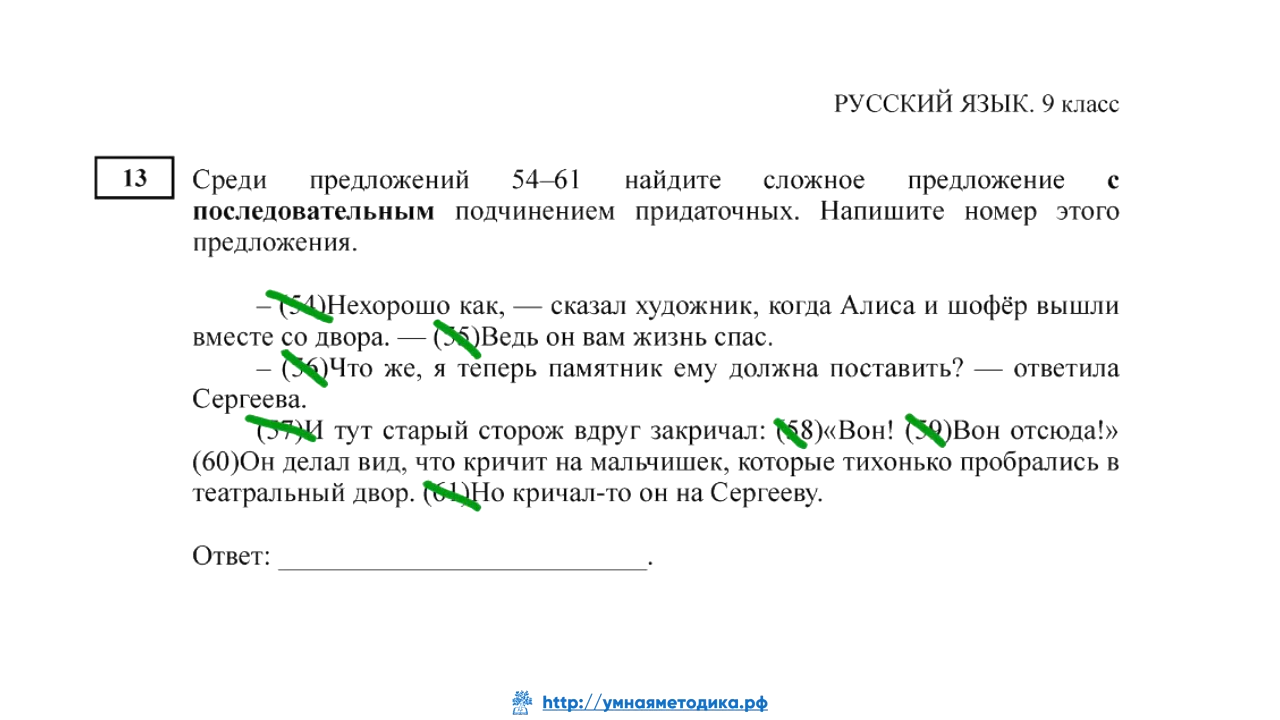 РУССКИЙ ЯЗЫК. 9 класс
13
Среди предложений 54–61 найдите сложное предложение с
последовательным подчинением придаточных. Напишите номер этого
предложения.
– (54)Нехорошо как, — сказал художник, когда Алиса и шофёр вышли
вместе со двора. — (55)Ведь он вам жизнь спас.
– (56)Что же, я теперь памятник ему должна поставить? — ответила
Сергеева.
(57)И тут старый сторож вдруг закричал: (58)«Вон! (59)Вон отсюда!»
(60)Он делал вид, что кричит на мальчишек, которые тихонько пробрались в
театральный двор. (61)Но кричал-то он на Сергееву.
Ответ: ___________________________.
http://умнаяметодика.рф